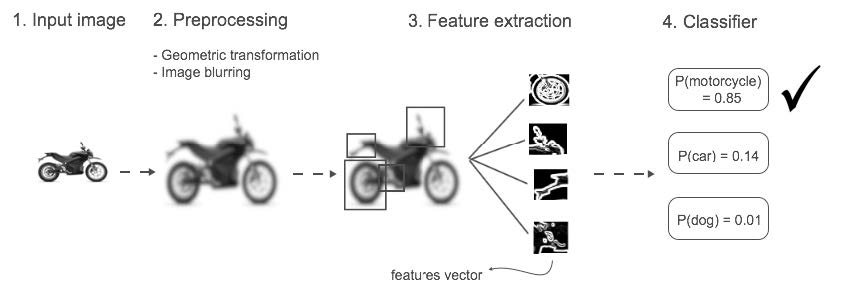 1. Input image
2. Preprocessing
- Geometric transformation
- Image blurring
3. Feature extraction
features vector
4. Classifier
P(motorcycle)
= 0.85
P(car) = 0.14
P(dog) = 0.01